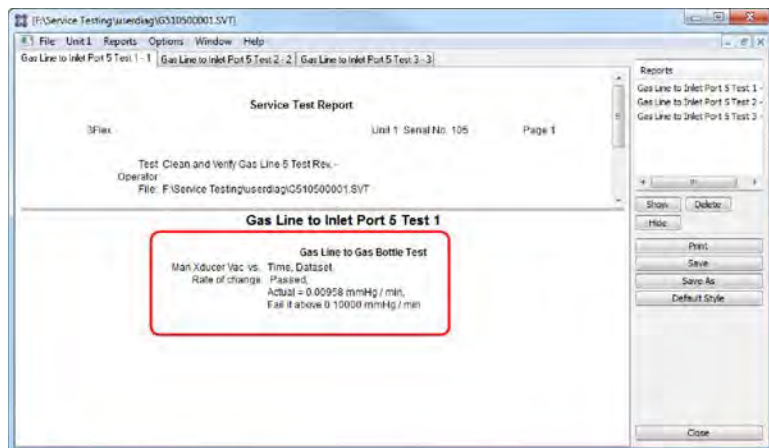 [F:\Service Testing\userdiag\G510500001.SVT]
File Unit 1 Reports Options Window Help
Gas Line to Inlet Port 5 Test 1 - 1 Gas Line to Inlet Port 5 Test 2 - 2 Gas Line to Inlet Port 5 Test 3 - 3
Reports
Gas Line to Inlet Port 5 Test 1 -
Gas Line to Inlet Port 5 Test 2 -
Gas Line to Inlet Port 5 Test 3 -
Service Test Report
3Flex Unit 1 Serial No. 105 Page 1
Test Clean and Verify Gas Line 5 Test Rev. -
Operator
File: F:\Service Testing\userdiag\G510500001.SVT
Show Delete
Hide
Print
Save
Save As
Default Style
Close
Gas Line to Inlet Port 5 Test 1
Gas Line to Gas Bottle Test
Man Xducer Vac vs. Time, Dataset,
Rate of change Passed,
Actual = 0.00958 mmHg / min,
Fail if above 0.10000 mmHg / min